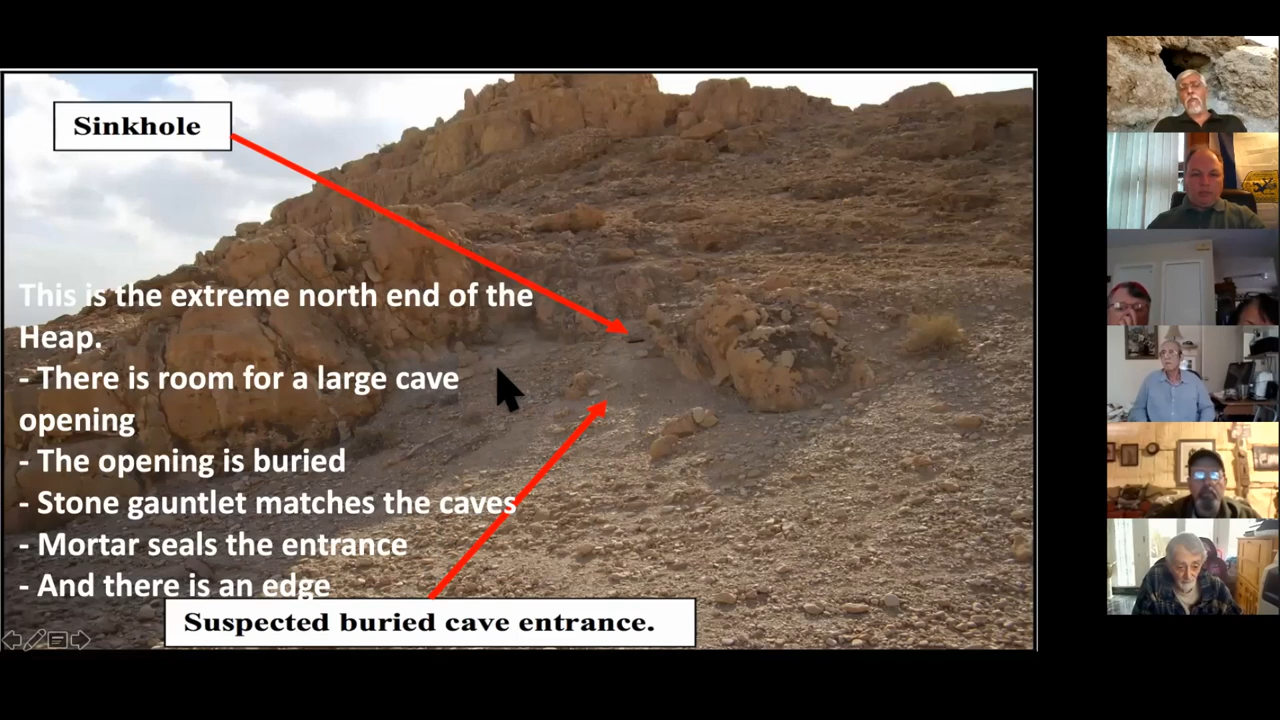 Sinkhole
This is the extreme north end of the
Heap.
- There is room for a large cave
opening
- The opening is buried
- Stone gauntlet matches the caves
- Mortar seals the entrance
- And there is an edge
Suspected buried cave entrance.